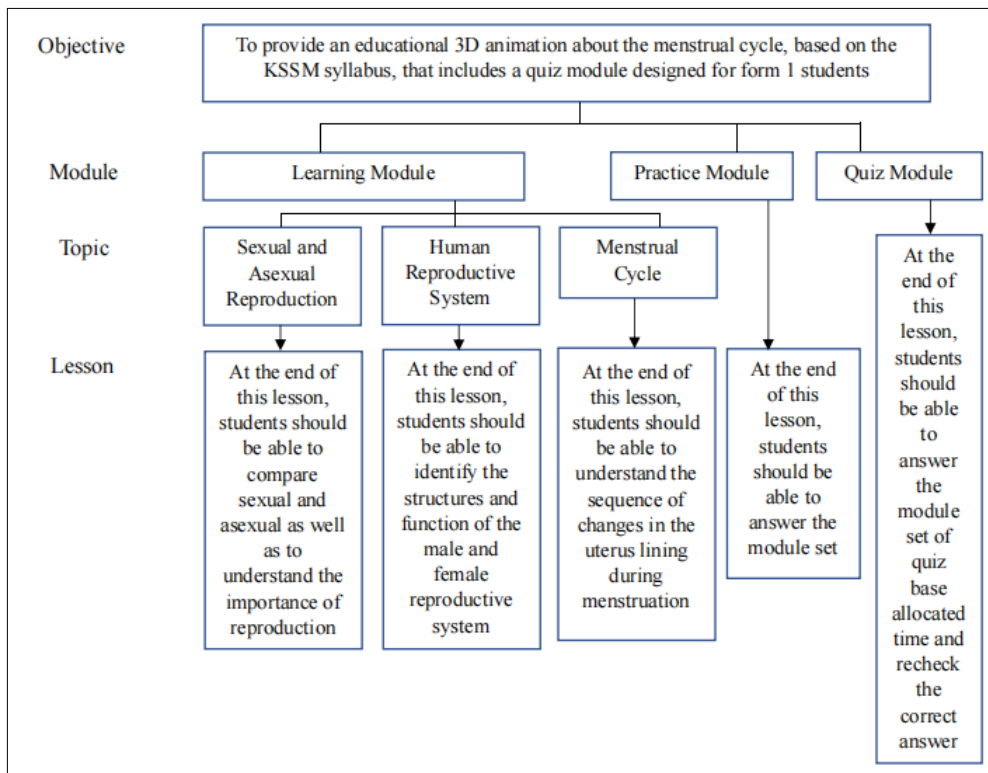 Objective
To provide an educational 3D animation about the menstrual cycle, based on the
KSSM syllabus, that includes a quiz module designed for form 1 students
Module
Learning Module
Practice Module
Quiz Module
Topic
Sexual and
Asexual
Reproduction
Human
Reproductive
System
Menstrual
Cycle
Lesson
At the end of
this lesson,
students should
be able to
compare
sexual and
asexual as well
as to
understand the
importance of
reproduction
At the end of
this lesson,
students should
be able to
identify the
structures and
function of the
male and
female
reproductive
system
At the end of
this lesson,
students should
be able to
understand the
sequence of
changes in the
uterus lining
during
menstruation
At the end
of this
lesson,
students
should be
able to
answer the
module set
At the
end of
this
lesson,
students
should
be able
to
answer
the
module
set of
quiz
base
allocated
time and
recheck
the
correct
answer